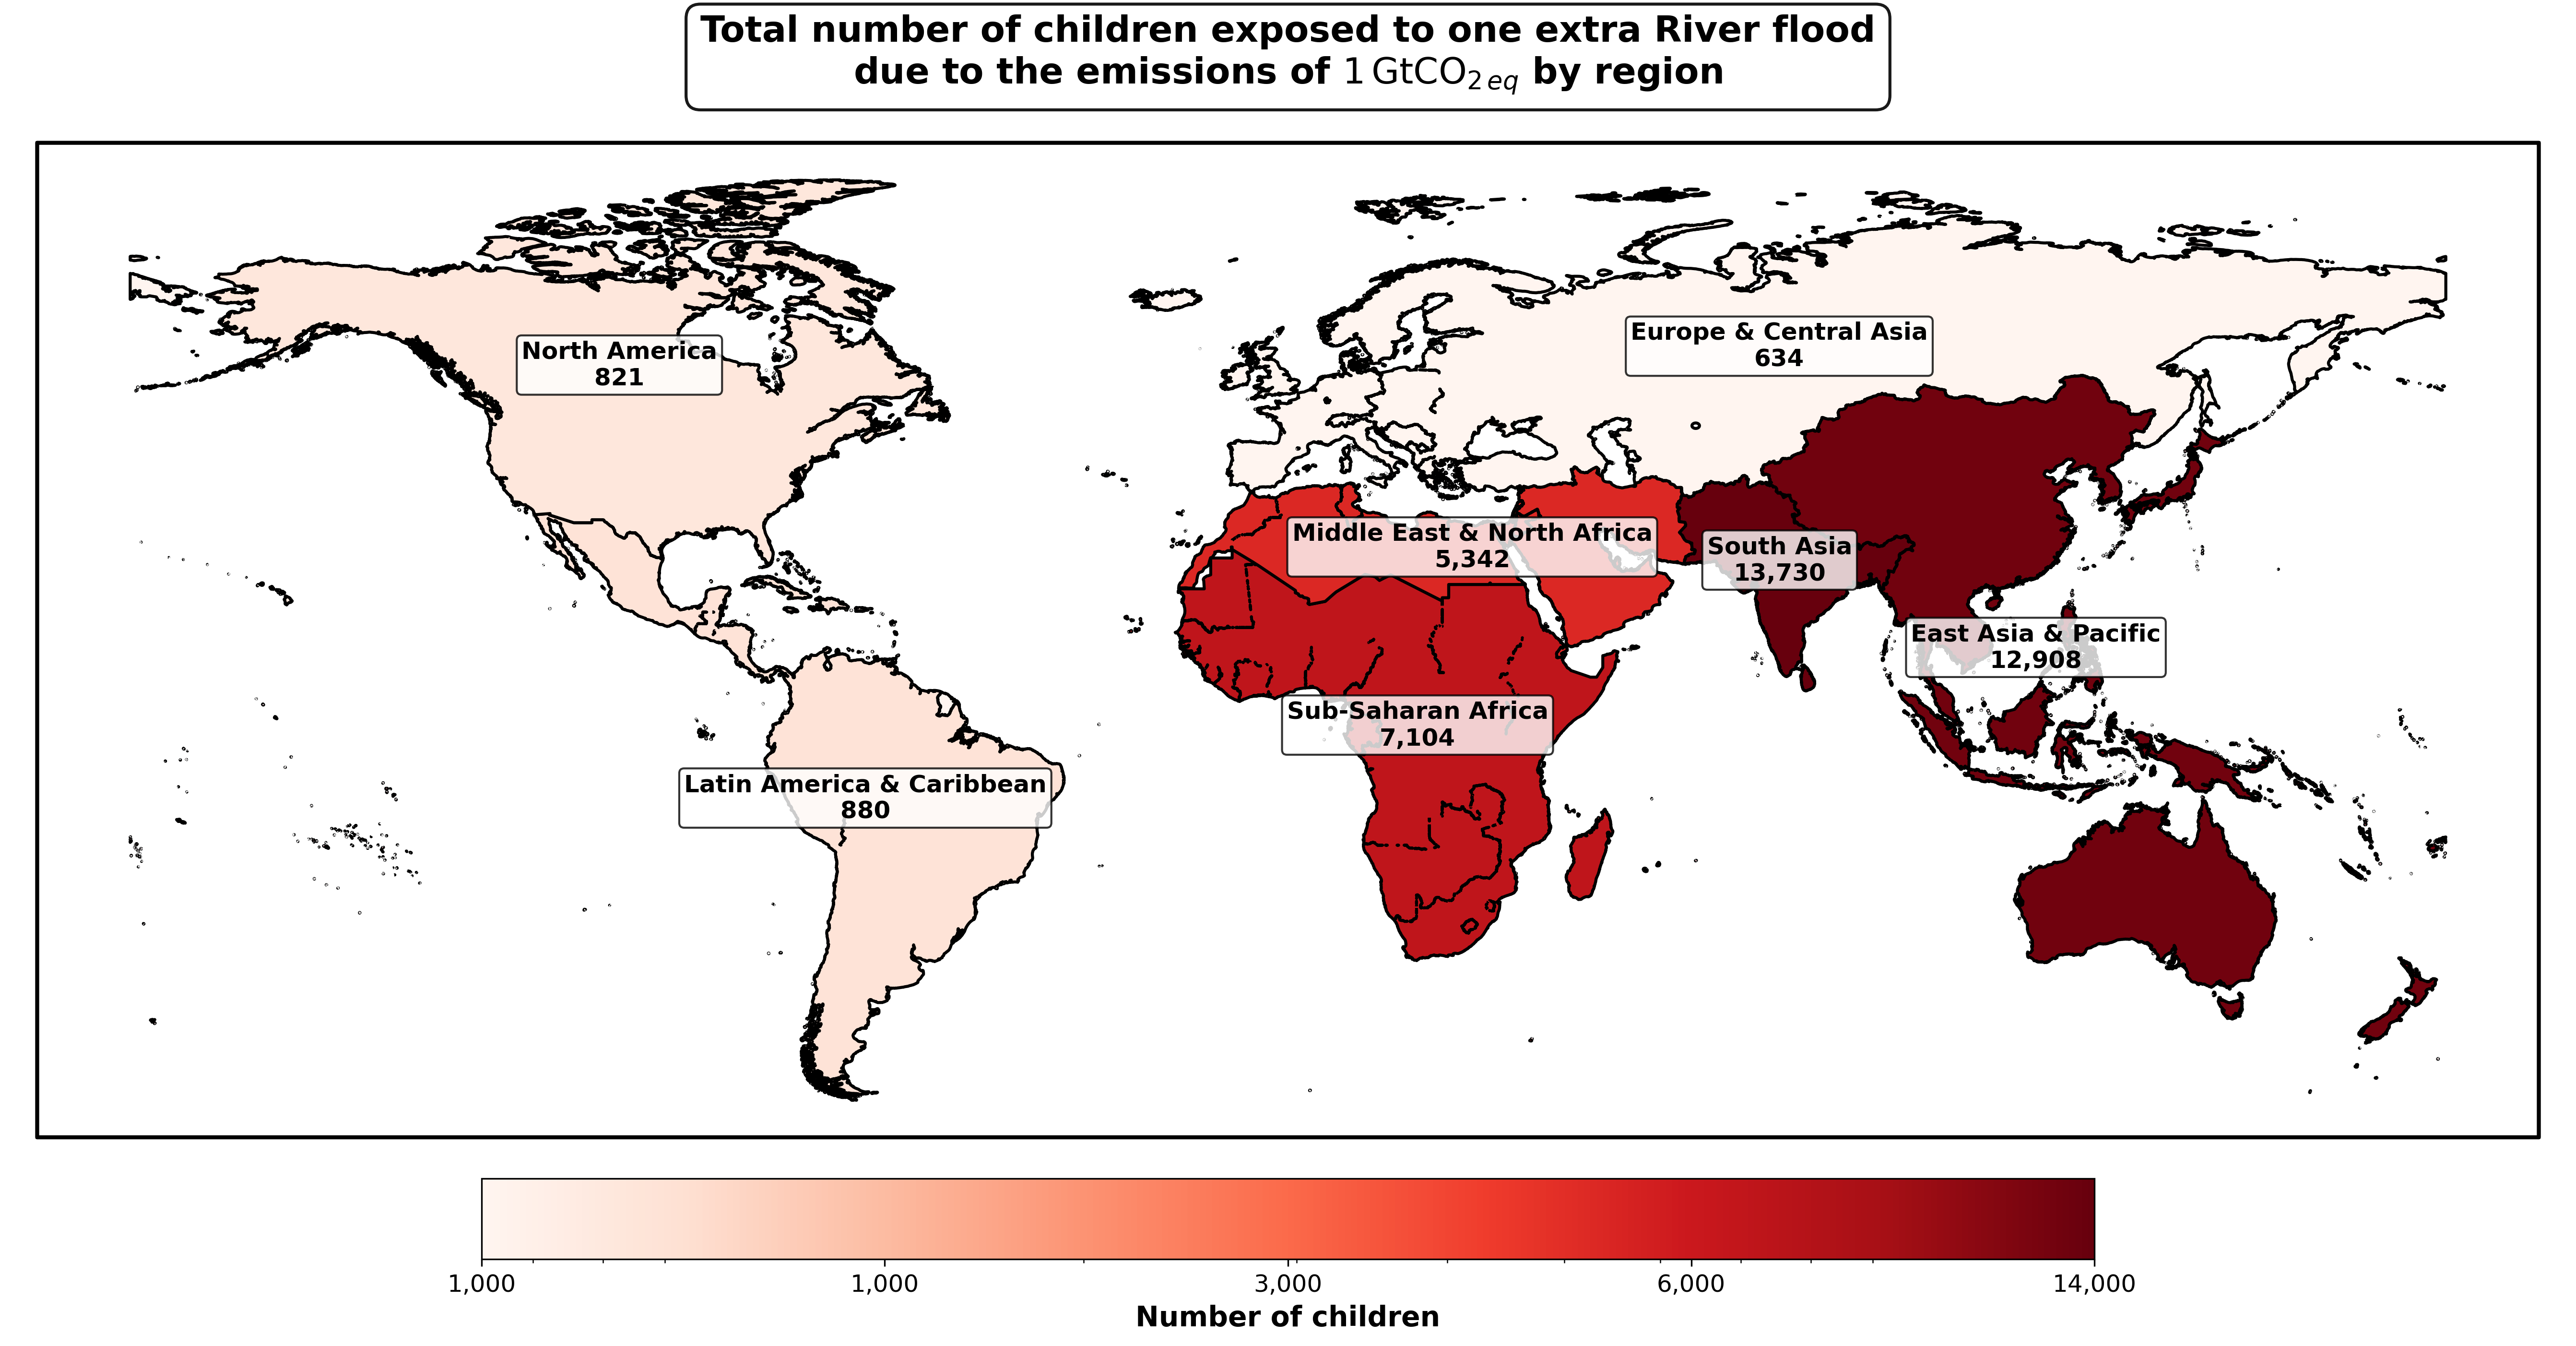 Total number of children exposed to one extra River flood
due to the emissions of 1 GtCO2 eq by region
North America
821
Europe & Central Asia
634
Middle East & North Africa
5,342
South Asia
13,730
East Asia & Pacific
12,908
Sub-Saharan Africa
7,104
Latin America & Caribbean
880
1,000 1,000 3,000 6,000 14,000
Number of children